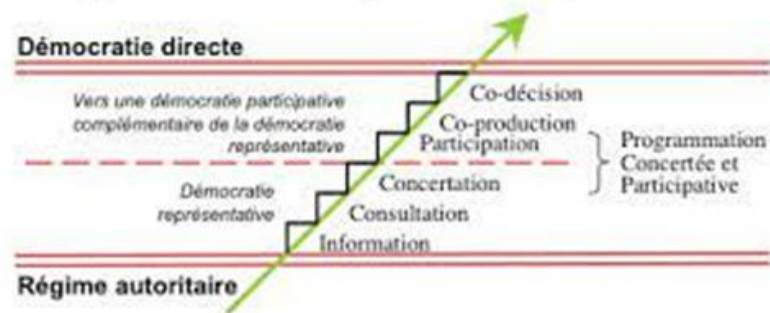 Démocratie directe
Vers une démocratie participative
complémentaire de la démocratie
représentative
Co-décision
Co-production
Participation
Programmation
Concertée et
Participative
Démocratie
représentative
Concertation
Consultation
Information
Régime autoritaire